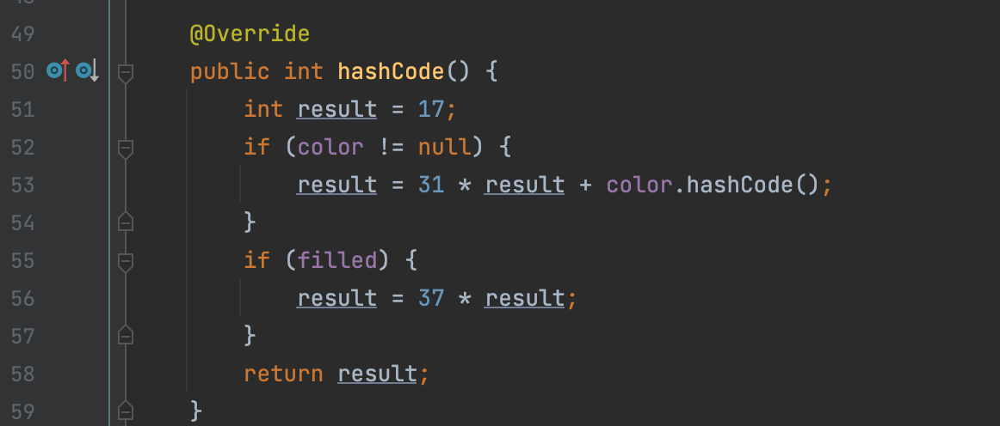 49 @Override
50 public int hashCode() {
51 int result = 17;
52 if (color != null) {
53 result = 31 * result + color.hashCode();
54 }
55 if (filled) {
56 result = 37 * result;
57 }
58 return result;
59 }